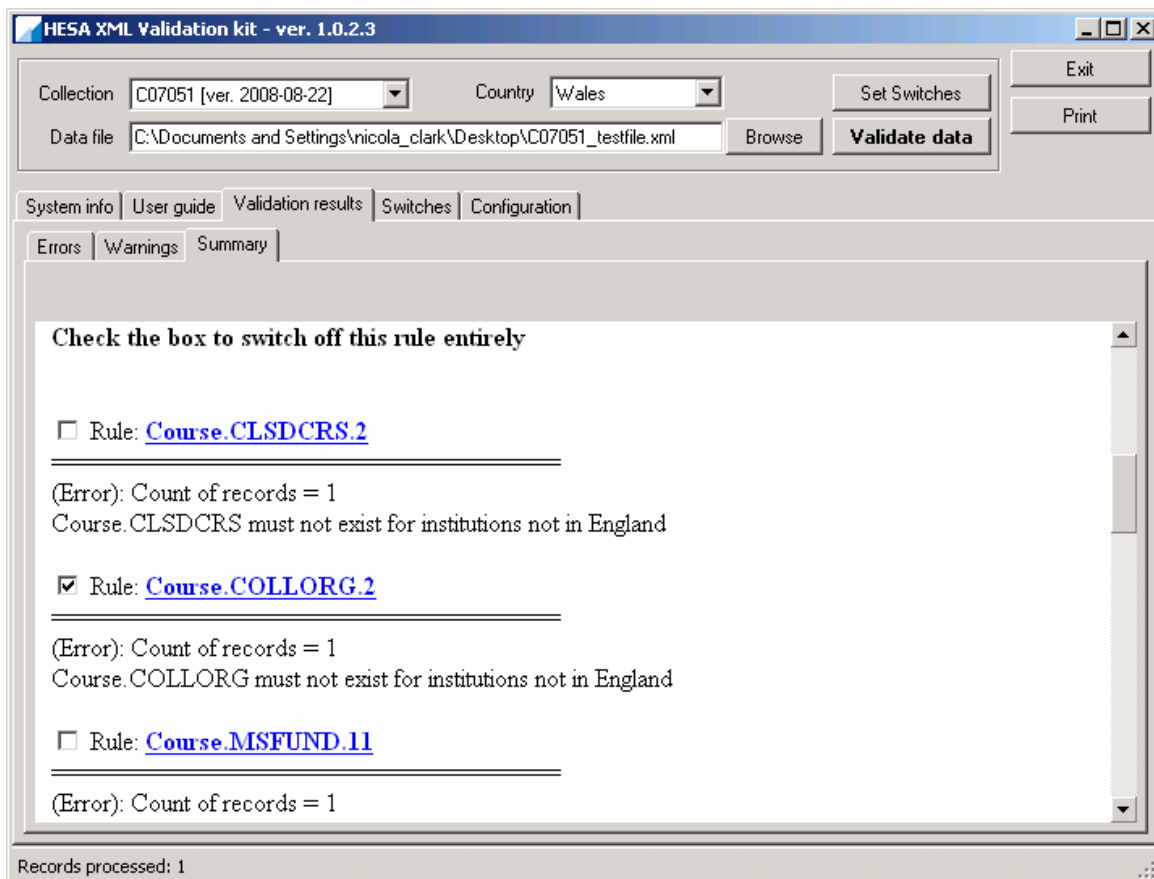 HESA XML Validation kit - ver. 1.0.2.3
Collection C07051 [ver. 2008-08-22] Country Wales Set Switches Exit
Data file C:\Documents and Settings\nicola_clark\Desktop\C07051_testfile.xml Browse Validate data Print
System info User guide Validation results Switches Configuration
Errors Warnings Summary
Check the box to switch off this rule entirely
Rule: Course.CLSDCRS.2
(Error): Count of records = 1
Course.CLSDCRS must not exist for institutions not in England
Rule: Course.COLLORG.2
(Error): Count of records = 1
Course.COLLORG must not exist for institutions not in England
Rule: Course.MSFUND.11
(Error): Count of records = 1
Records processed: 1